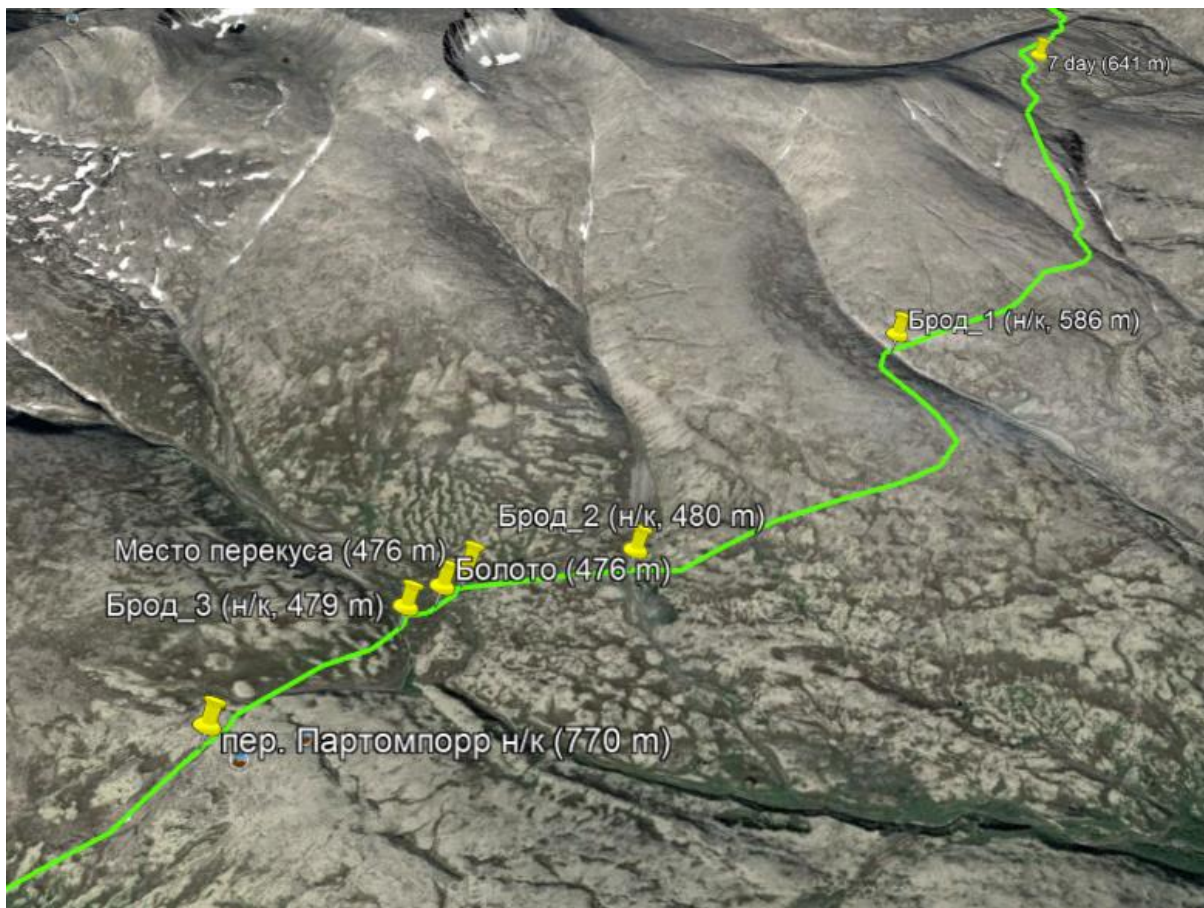 7 day (641 m)
Брод_1 (н/к, 586 m)
Брод_2 (н/к, 480 m)
Место перекуса (476 m)
Болото (476 m)
Брод_3 (н/к, 479 m)
пер. Партомпорр н/к (770 m)